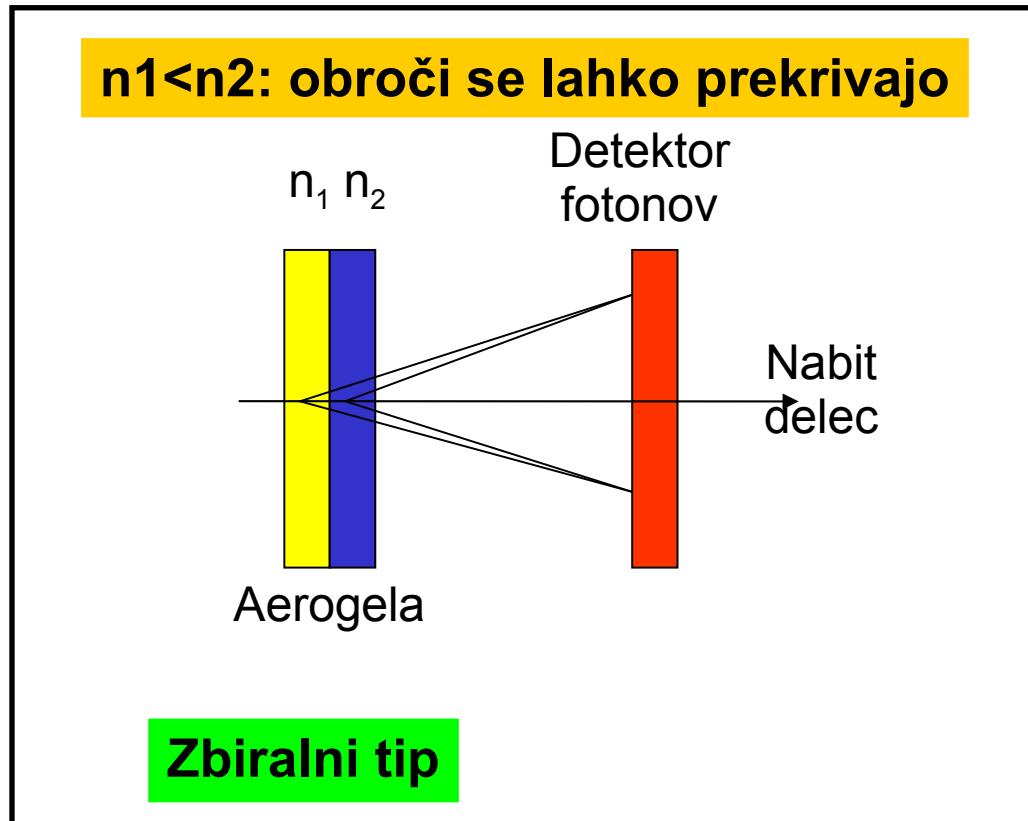 n1<n2: obroči se lahko prekrivajo
Detektor
fotonov
n₁ n₂
Nabit
delec
Aerogela
Zbiralni tip